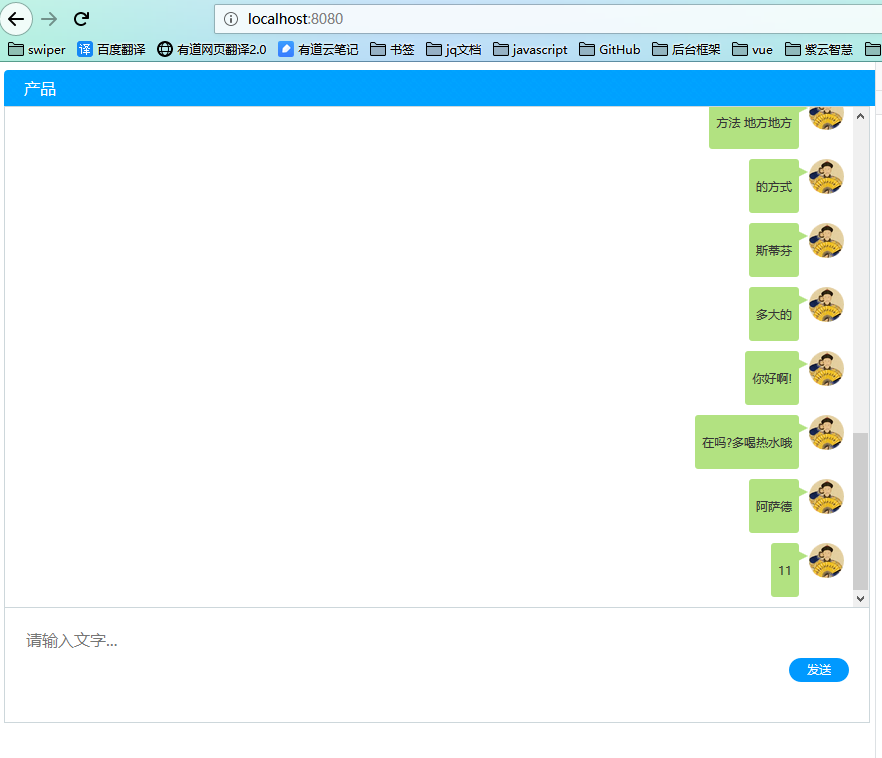 localhost:8080
swiper 译 百度翻译 有道网页翻译2.0 有道云笔记 书签 jq文档 javascript GitHub 后台框架 vue 紫云智慧
产品
方法 地方地方
的方式
斯蒂芬
多大的
你好啊!
在吗?多喝热水哦
阿萨德
11
请输入文字...
发送